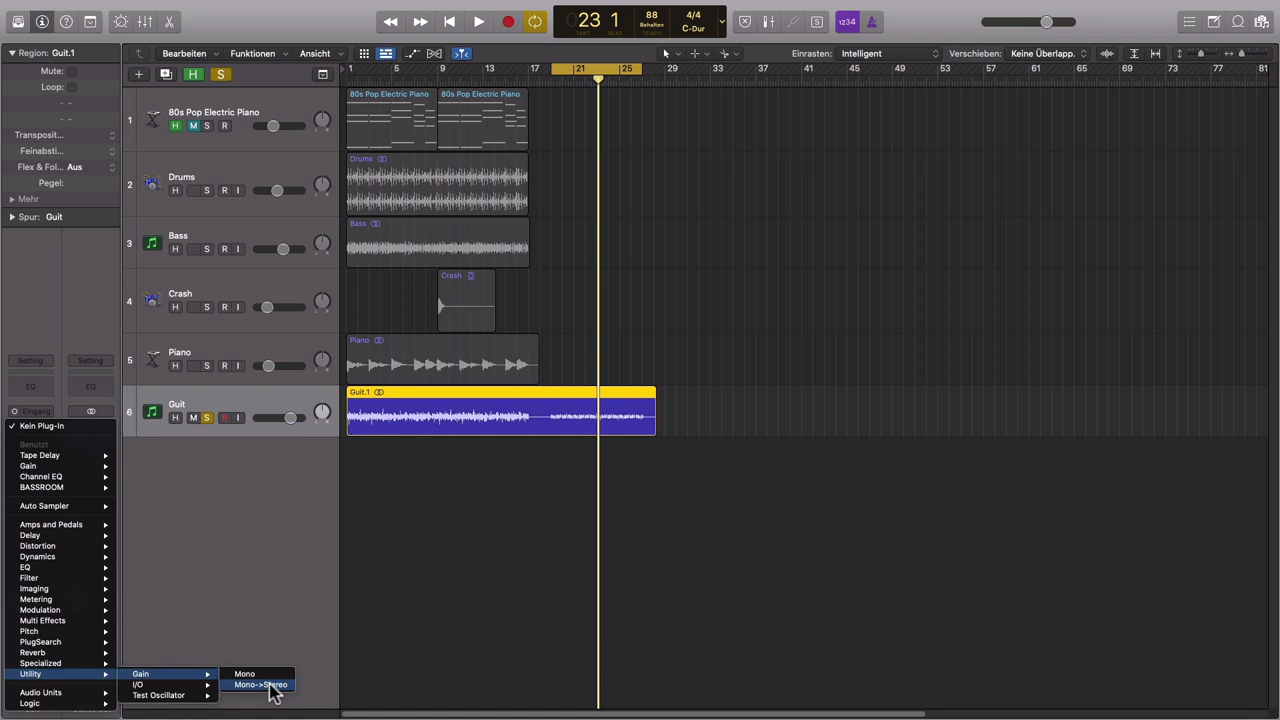 23 1
TAKT BEAT
88
Behalten
TEMPO
4/4
C-Dur
1234
Region: Guit.1
Mute:
Loop:
- -
- -
Transposit...
Feinabsti...
Flex & Fol... Aus
Pegel:
Mehr
Spur: Guit
Bearbeiten
Funktionen
Ansicht
Einrasten: Intelligent
Verschieben: Keine Überlapp.
H
S
1 5 9 13 17 21 25 29 33 37 41 45 49 53 57 61 65 69 73 77 81
1
80s Pop Electric Piano
H M S R
80s Pop Electric Piano
80s Pop Electric Piano
2
Drums
H S R I
Drums
3
Bass
H S R I
Bass
4
Crash
H S R I
Crash
5
Piano
H S R I
Piano
6
Guit
H M S R I
Guit.1
Setting
Setting
EQ
EQ
Eingang
✓ Kein Plug-In
Benutzt
Tape Delay
Gain
Channel EQ
BASSROOM
Auto Sampler
Amps and Pedals
Delay
Distortion
Dynamics
EQ
Filter
Imaging
Metering
Modulation
Multi Effects
Pitch
PlugSearch
Reverb
Specialized
Utility
Audio Units
Logic
Gain
I/O
Test Oscillator
Mono
Mono->Stereo